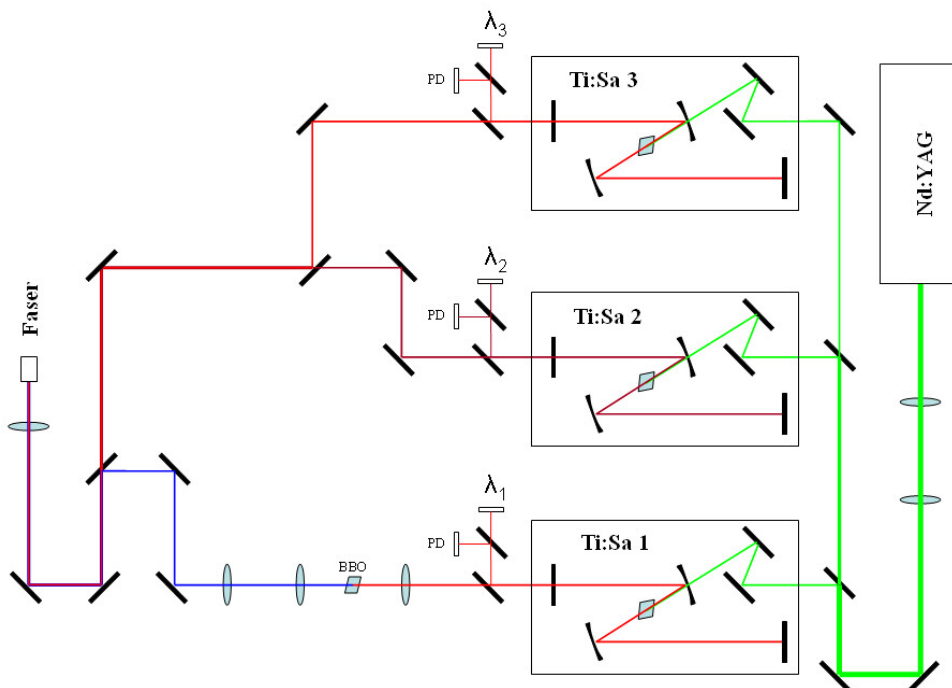 λ3
PD
Ti:Sa 3
Nd:YAG
λ2
PD
Ti:Sa 2
Faser
λ1
PD
Ti:Sa 1
BBO